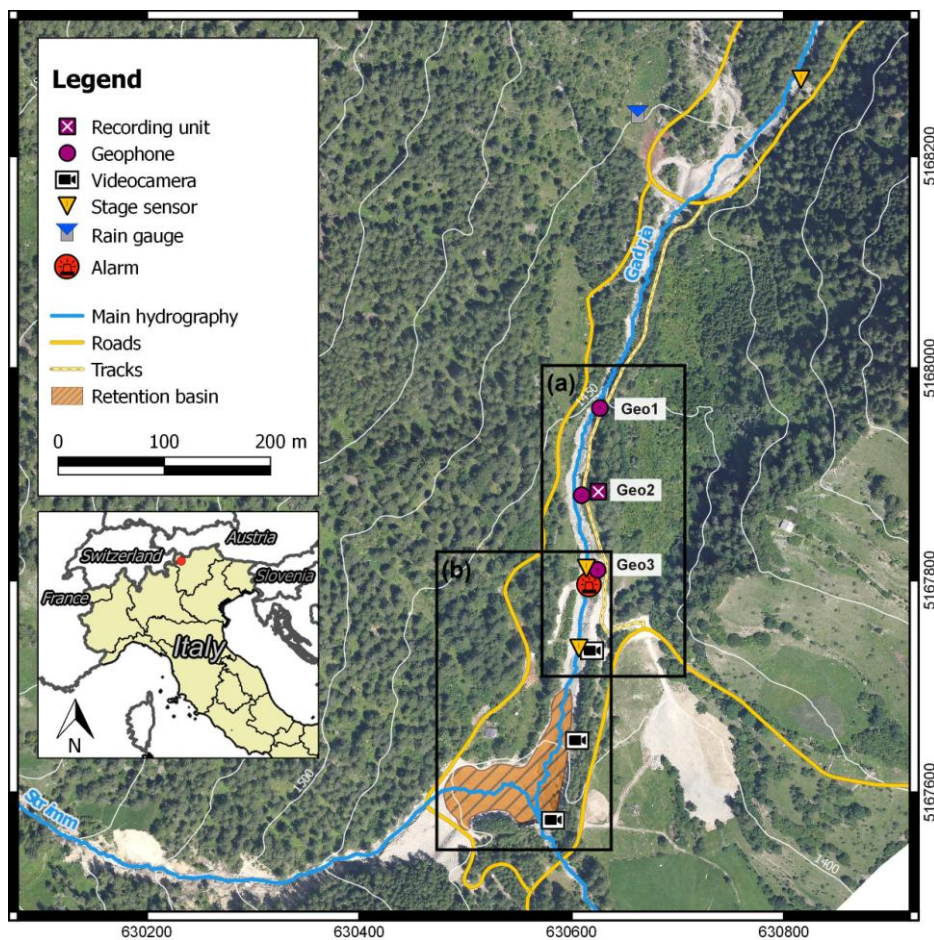 Legend
Recording unit
Geophone
Videocamera
Stage sensor
Rain gauge
Alarm
Main hydrography
Roads
Tracks
Retention basin
0 100 200 m
Switzerland
Austria
France
Slovenia
Italy
N
Gadria
(a)
1450
Geo1
Geo2
Geo3
(b)
1500
Strimm
1400
5168200
5168000
5167800
5167600
630200 630400 630600 630800